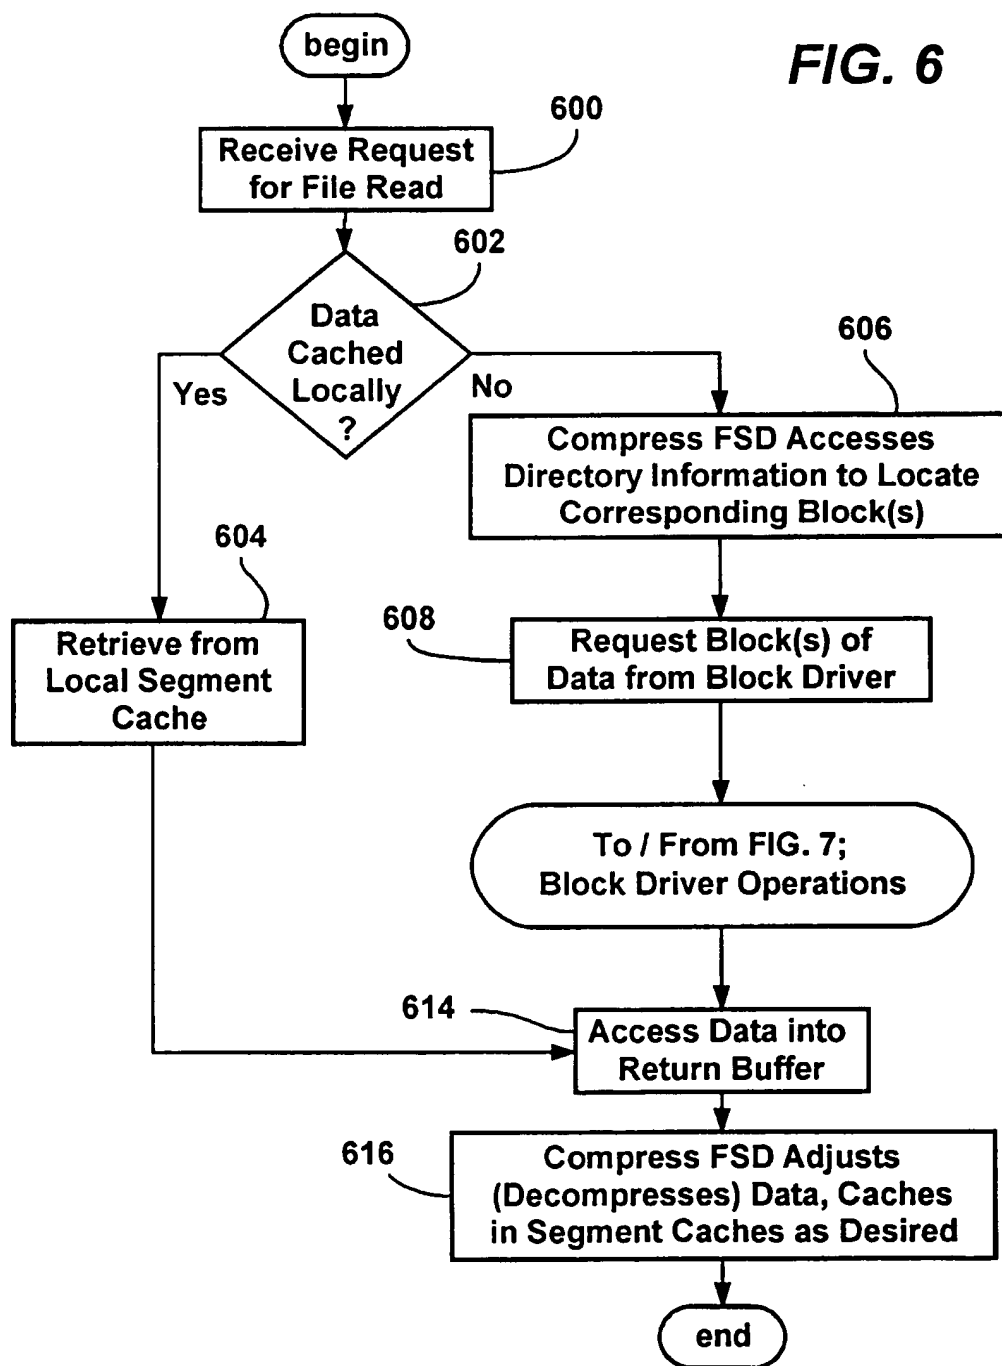 begin
FIG. 6
600
Receive Request
for File Read
602
Data
Cached
Locally
?
Yes
No
606
Compress FSD Accesses
Directory Information to Locate
Corresponding Block(s)
604
Retrieve from
Local Segment
Cache
608
Request Block(s) of
Data from Block Driver
To / From FIG. 7;
Block Driver Operations
614
Access Data into
Return Buffer
616
Compress FSD Adjusts
(Decompresses) Data, Caches
in Segment Caches as Desired
end